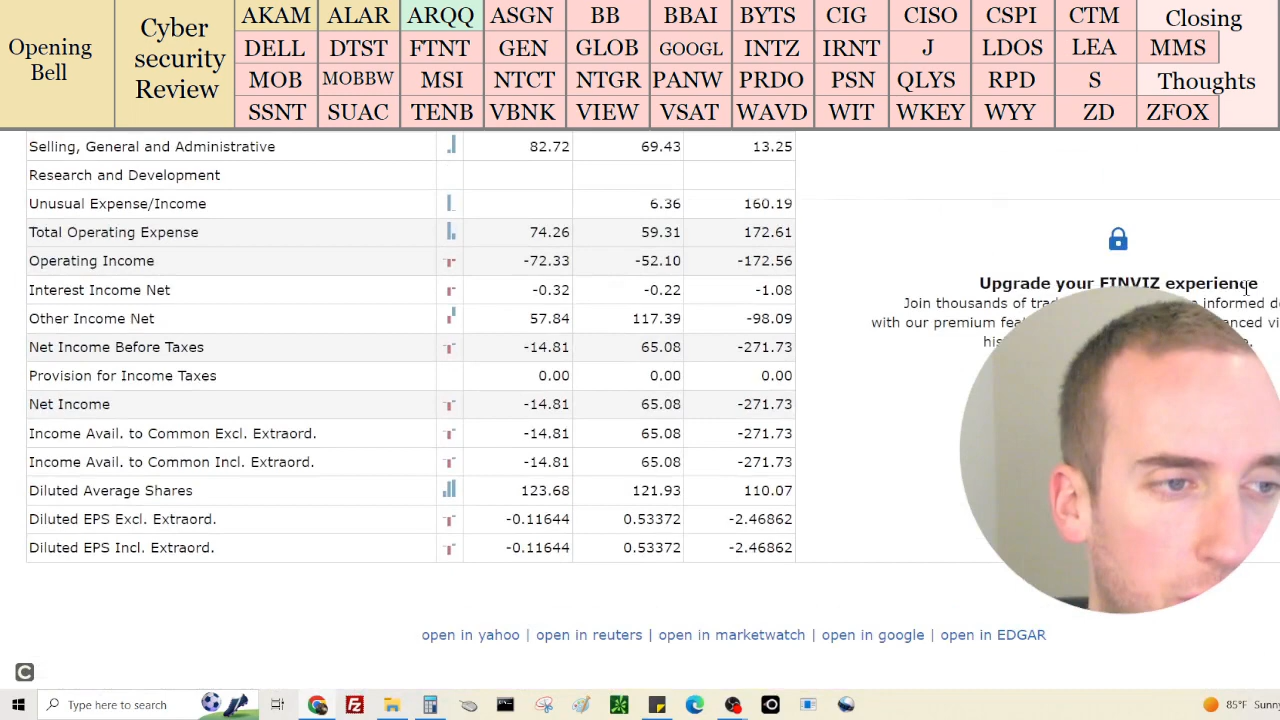 Opening
Bell
Cyber
security
Review
AKAM ALAR ARQQ ASGN BB BBAI BYTS CIG CISO CSPI CTM Closing
DELL DTST FTNT GEN GLOB GOOGL INTZ IRNT J LDOS LEA MMS
MOB MOBBW MSI NTCT NTGR PANW PRDO PSN QLYS RPD S Thoughts
SSNT SUAC TENB VBNK VIEW VSAT WAVD WIT WKEY WYY ZD ZFOX
Selling, General and Administrative 82.72 69.43 13.25
Research and Development
Unusual Expense/Income 6.36 160.19
Total Operating Expense 74.26 59.31 172.61
Operating Income -72.33 -52.10 -172.56
Interest Income Net -0.32 -0.22 -1.08
Other Income Net 57.84 117.39 -98.09
Net Income Before Taxes -14.81 65.08 -271.73
Provision for Income Taxes 0.00 0.00 0.00
Net Income -14.81 65.08 -271.73
Income Avail. to Common Excl. Extraord. -14.81 65.08 -271.73
Income Avail. to Common Incl. Extraord. -14.81 65.08 -271.73
Diluted Average Shares 123.68 121.93 110.07
Diluted EPS Excl. Extraord. -0.11644 0.53372 -2.46862
Diluted EPS Incl. Extraord. -0.11644 0.53372 -2.46862
Upgrade your FINVIZ experience
Join thousands of informed
with our premium
open in yahoo | open in reuters | open in marketwatch | open in google | open in EDGAR
C
Type here to search
85°F Sunny